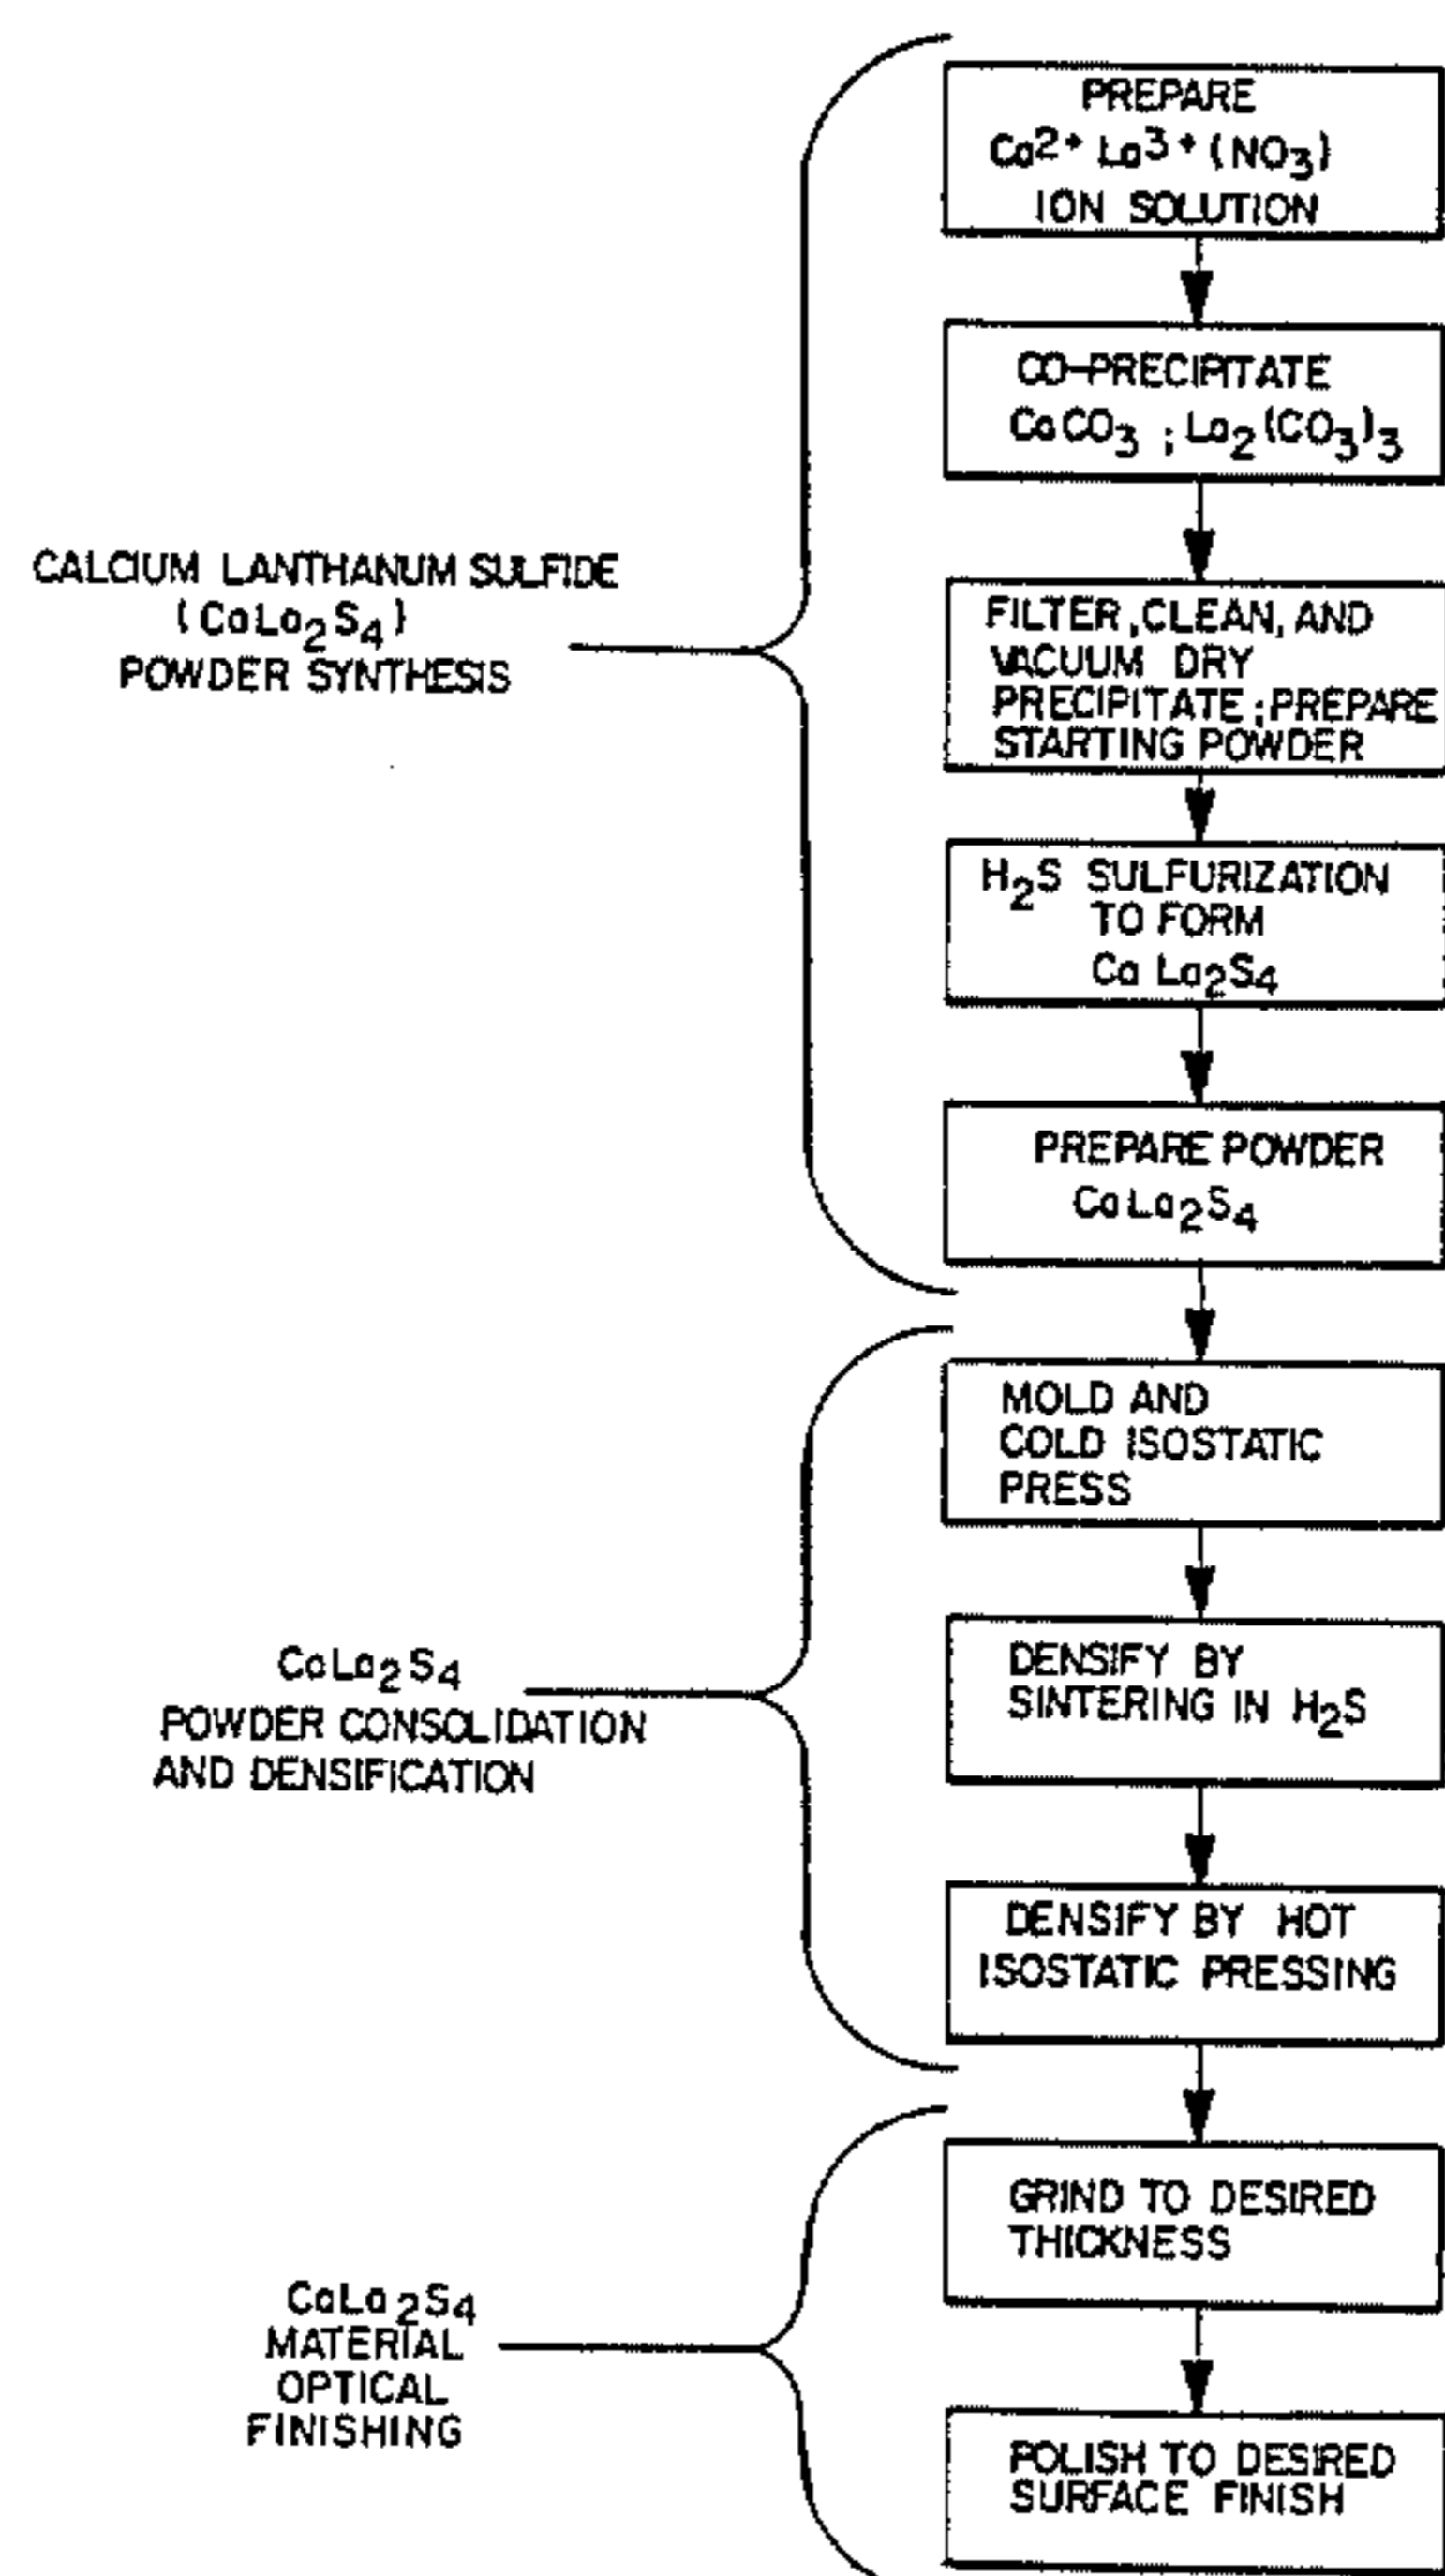 PREPARE
Ca²⁺ La³⁺ (NO₃)
ION SOLUTION
CO-PRECIPITATE
CaCO₃ ; La₂(CO₃)₃
CALCIUM LANTHANUM SULFIDE
(CaLa₂S₄)
POWDER SYNTHESIS
FILTER, CLEAN, AND
VACUUM DRY
PRECIPITATE; PREPARE
STARTING POWDER
H₂S SULFURIZATION
TO FORM
Ca La₂S₄
PREPARE POWDER
CaLa₂S₄
MOLD AND
COLD ISOSTATIC
PRESS
CaLa₂S₄
POWDER CONSOLIDATION
AND DENSIFICATION
DENSIFY BY
SINTERING IN H₂S
DENSIFY BY HOT
ISOSTATIC PRESSING
GRIND TO DESIRED
THICKNESS
CaLa₂S₄
MATERIAL
OPTICAL
FINISHING
POLISH TO DESIRED
SURFACE FINISH